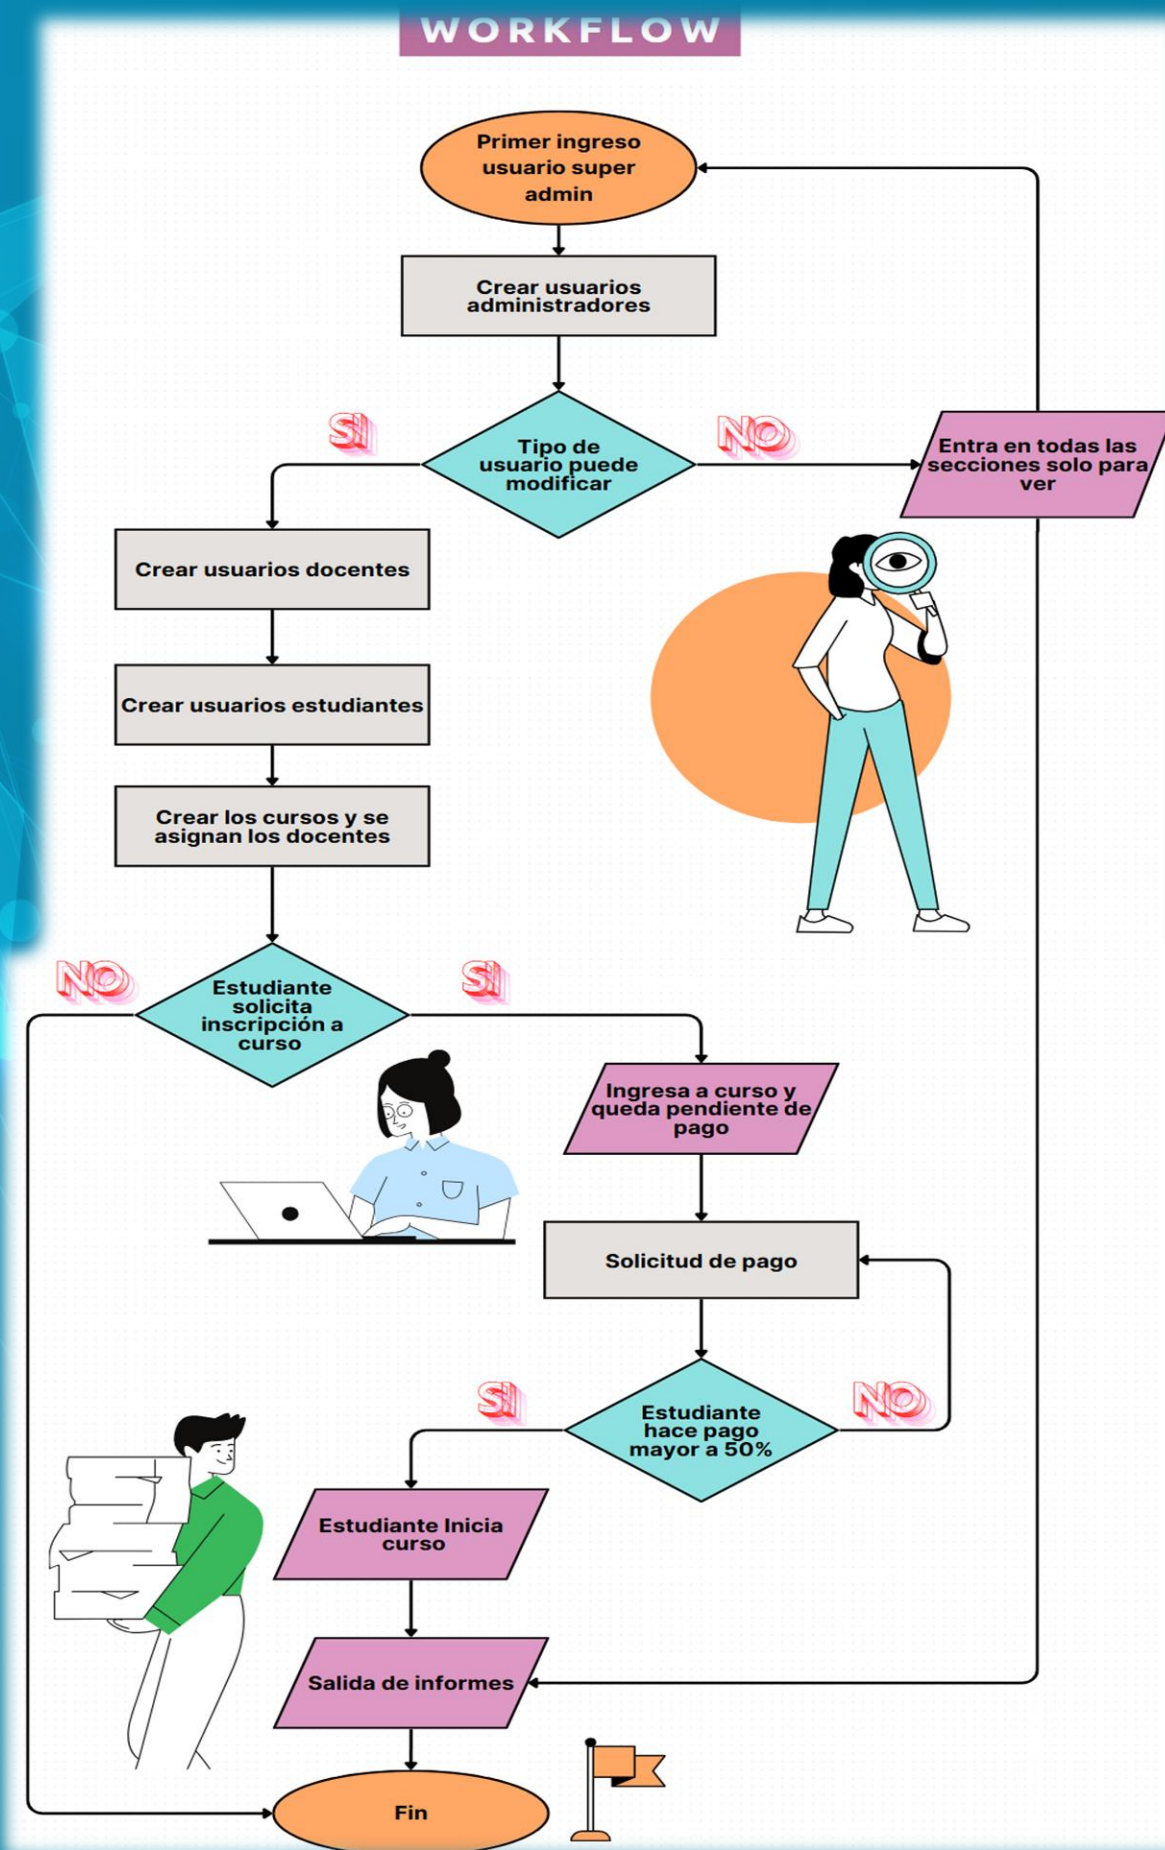 WORKFLOW
Primer ingreso
usuario super
admin
Crear usuarios
administradores
SI
NO
Tipo de
usuario puede
modificar
Entra en todas las
secciones solo para
ver
Crear usuarios docentes
Crear usuarios estudiantes
Crear los cursos y se
asignan los docentes
NO
SI
Estudiante
solicita
inscripción a
curso
Ingresa a curso y
queda pendiente de
pago
Solicitud de pago
SI
NO
Estudiante
hace pago
mayor a 50%
Estudiante Inicia
curso
Salida de informes
Fin